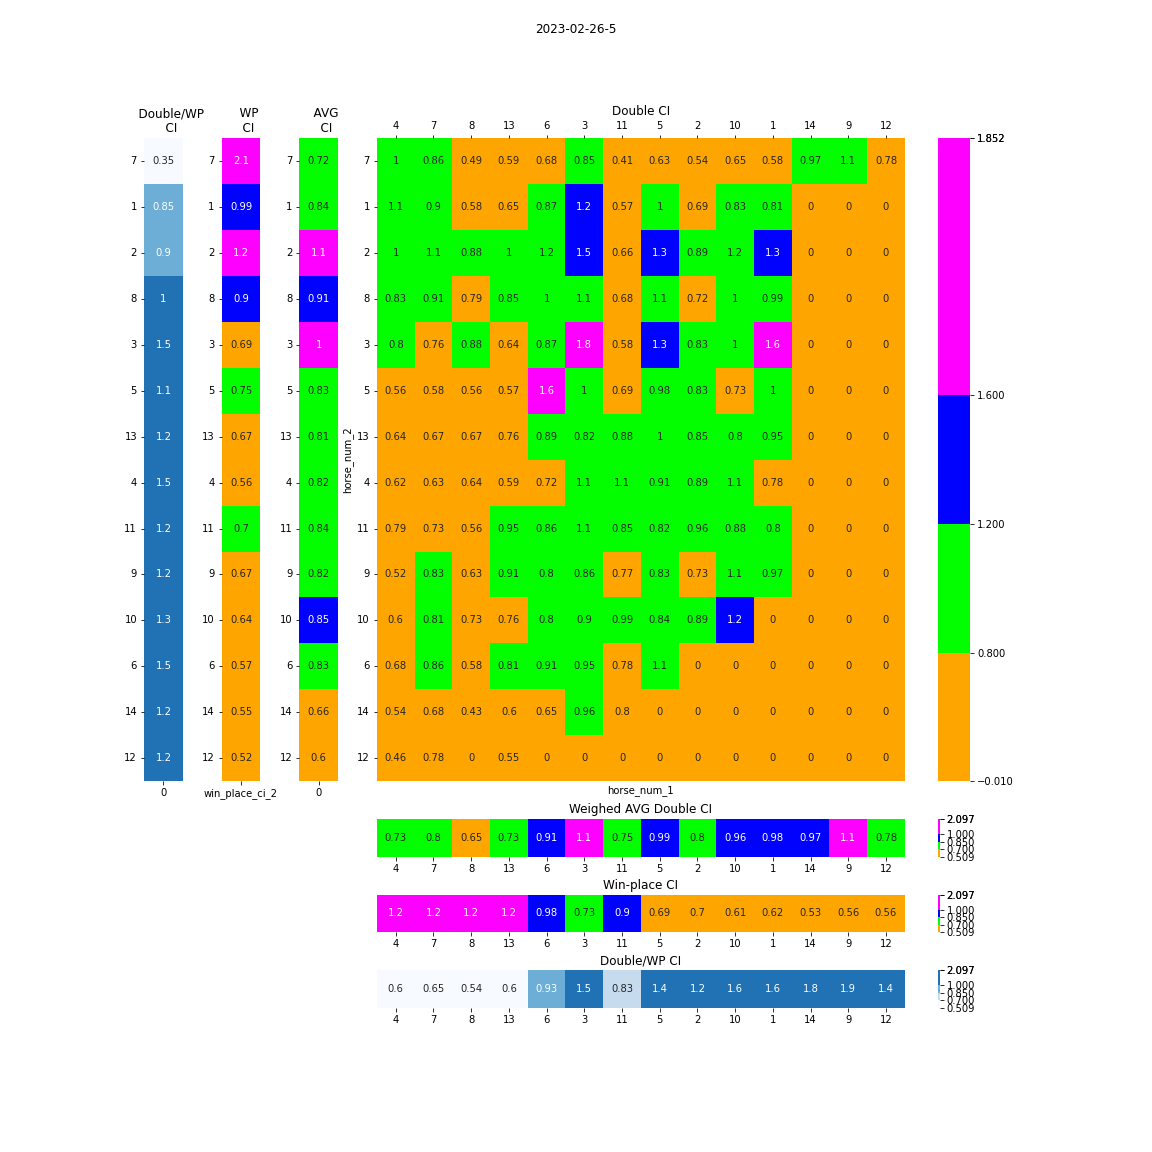 2023-02-26-5
Double/WP CI WP CI AVG CI Double CI
4 7 8 13 6 3 11 5 2 10 1 14 9 12
7 0.35 7 2.1 7 0.72 7 1 0.86 0.49 0.59 0.68 0.85 0.41 0.63 0.54 0.65 0.58 0.97 1.1 0.78 1.852
1 0.85 1 0.99 1 0.84 1 1.1 0.9 0.58 0.65 0.87 1.2 0.57 1 0.69 0.83 0.81 0 0 0
2 0.9 2 1.2 2 1.1 2 1 1.1 0.88 1 1.2 1.5 0.66 1.3 0.89 1.2 1.3 0 0 0
8 1 8 0.9 8 0.91 8 0.83 0.91 0.79 0.85 1 1.1 0.68 1.1 0.72 1 0.99 0 0 0
3 1.5 3 0.69 3 1 3 0.8 0.76 0.88 0.64 0.87 1.8 0.58 1.3 0.83 1 1.6 0 0 0
5 1.1 5 0.75 5 0.83 5 0.56 0.58 0.56 0.57 1.6 1 0.69 0.98 0.83 0.73 1 0 0 0 1.600
13 1.2 13 0.67 13 0.81 13 0.64 0.67 0.67 0.76 0.89 0.82 0.88 1 0.85 0.8 0.95 0 0 0
horse_num_2
4 1.5 4 0.56 4 0.82 4 0.62 0.63 0.64 0.59 0.72 1.1 1.1 0.91 0.89 1.1 0.78 0 0 0
11 1.2 11 0.7 11 0.84 11 0.79 0.73 0.56 0.95 0.86 1.1 0.85 0.82 0.96 0.88 0.8 0 0 0 1.200
9 1.2 9 0.67 9 0.82 9 0.52 0.83 0.63 0.91 0.8 0.86 0.77 0.83 0.73 1.1 0.97 0 0 0
10 1.3 10 0.64 10 0.85 10 0.6 0.81 0.73 0.76 0.8 0.9 0.99 0.84 0.89 1.2 0 0 0 0
6 1.5 6 0.57 6 0.83 6 0.68 0.86 0.58 0.81 0.91 0.95 0.78 1.1 0 0 0 0 0 0 0.800
14 1.2 14 0.55 14 0.66 14 0.54 0.68 0.43 0.6 0.65 0.96 0.8 0 0 0 0 0 0 0
12 1.2 12 0.52 12 0.6 12 0.46 0.78 0 0.55 0 0 0 0 0 0 0 0 0 0 −0.010
0 win_place_ci_2 0 horse_num_1
Weighed AVG Double CI
0.73 0.8 0.65 0.73 0.91 1.1 0.75 0.99 0.8 0.96 0.98 0.97 1.1 0.78
4 7 8 13 6 3 11 5 2 10 1 14 9 12
2.097
1.000
0.850
0.700
0.509
Win-place CI
1.2 1.2 1.2 1.2 0.98 0.73 0.9 0.69 0.7 0.61 0.62 0.53 0.56 0.56
4 7 8 13 6 3 11 5 2 10 1 14 9 12
2.097
1.000
0.850
0.700
0.509
Double/WP CI
0.6 0.65 0.54 0.6 0.93 1.5 0.83 1.4 1.2 1.6 1.6 1.8 1.9 1.4
4 7 8 13 6 3 11 5 2 10 1 14 9 12
2.097
1.000
0.850
0.700
0.509